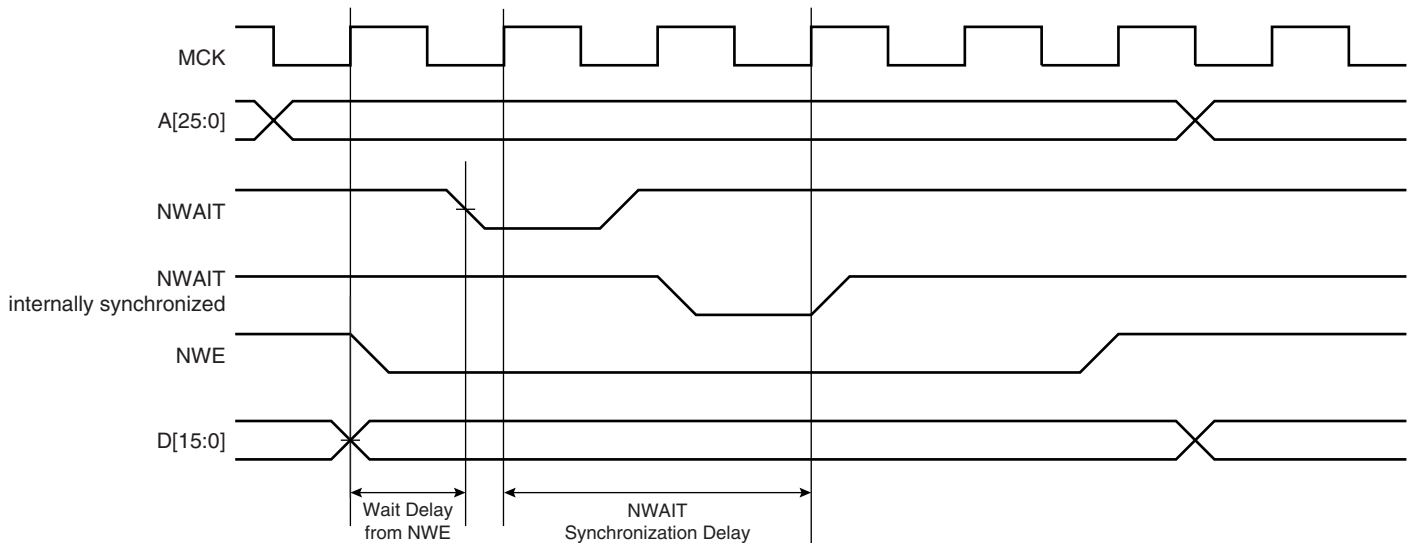 MCK
A[25:0]
NWAIT
NWAIT
internally synchronized
NWE
D[15:0]
Wait Delay
from NWE
NWAIT
Synchronization Delay